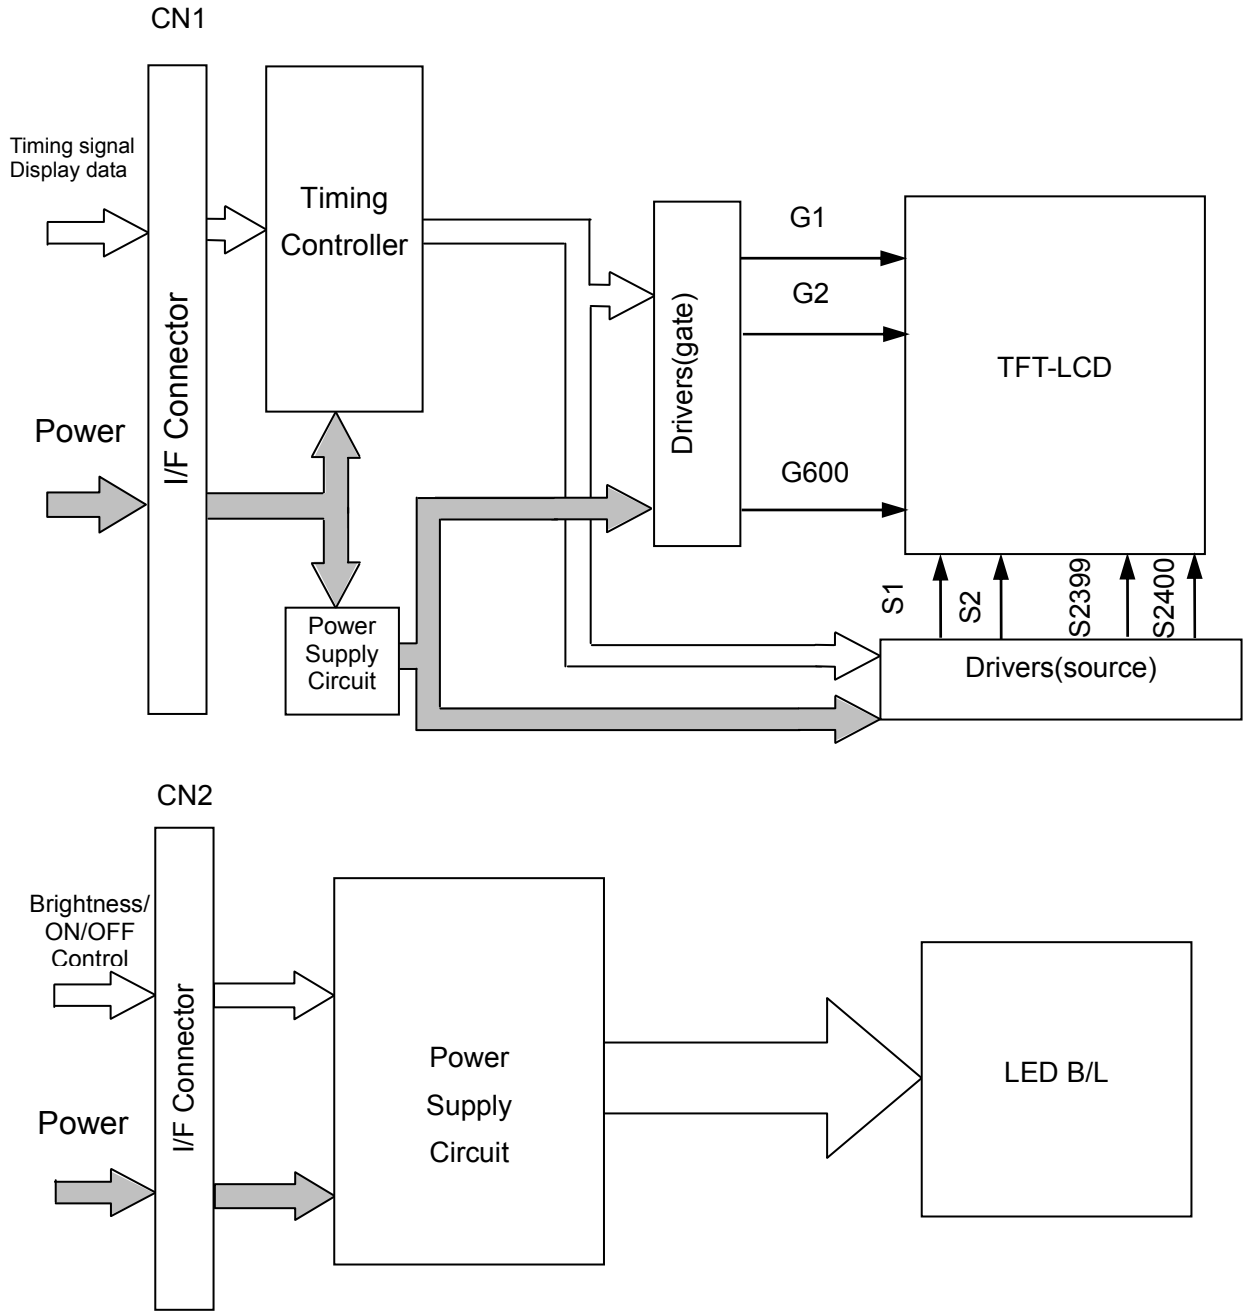 CN1
Timing signal
Display data
Power
I/F Connector
Timing
Controller
Power
Supply
Circuit
Drivers(gate)
G1
G2
G600
TFT-LCD
S1
S2
S2399
S2400
Drivers(source)
CN2
Brightness/
ON/OFF
Control
Power
I/F Connector
Power
Supply
Circuit
LED B/L